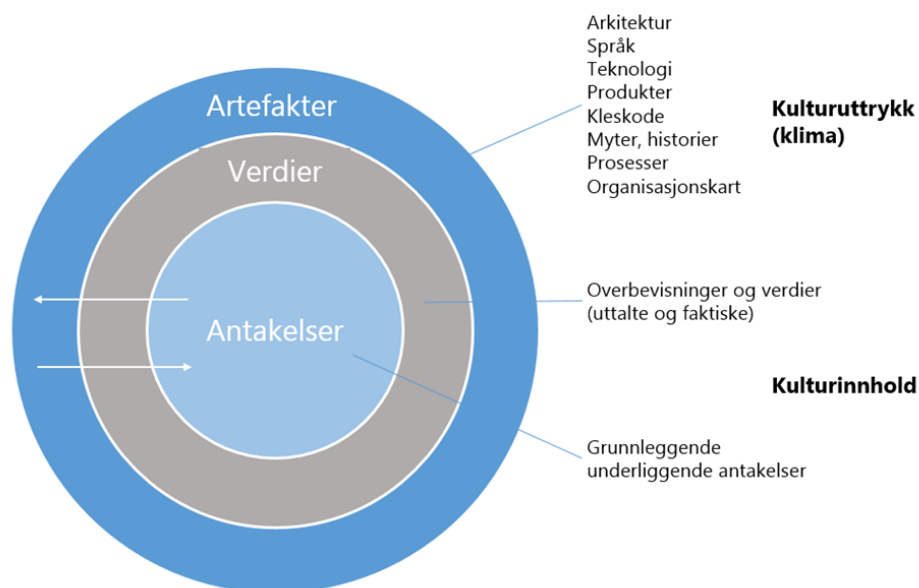 Arkitektur
Språk
Teknologi
Produkter
Kleskode
Myter, historier
Prosesser
Organisasjonskart
Kulturuttrykk
(klima)
Artefakter
Verdier
Antakelser
Overbevisninger og verdier
(uttalte og faktiske)
Kulturinnhold
Grunnleggende
underliggende antakelser